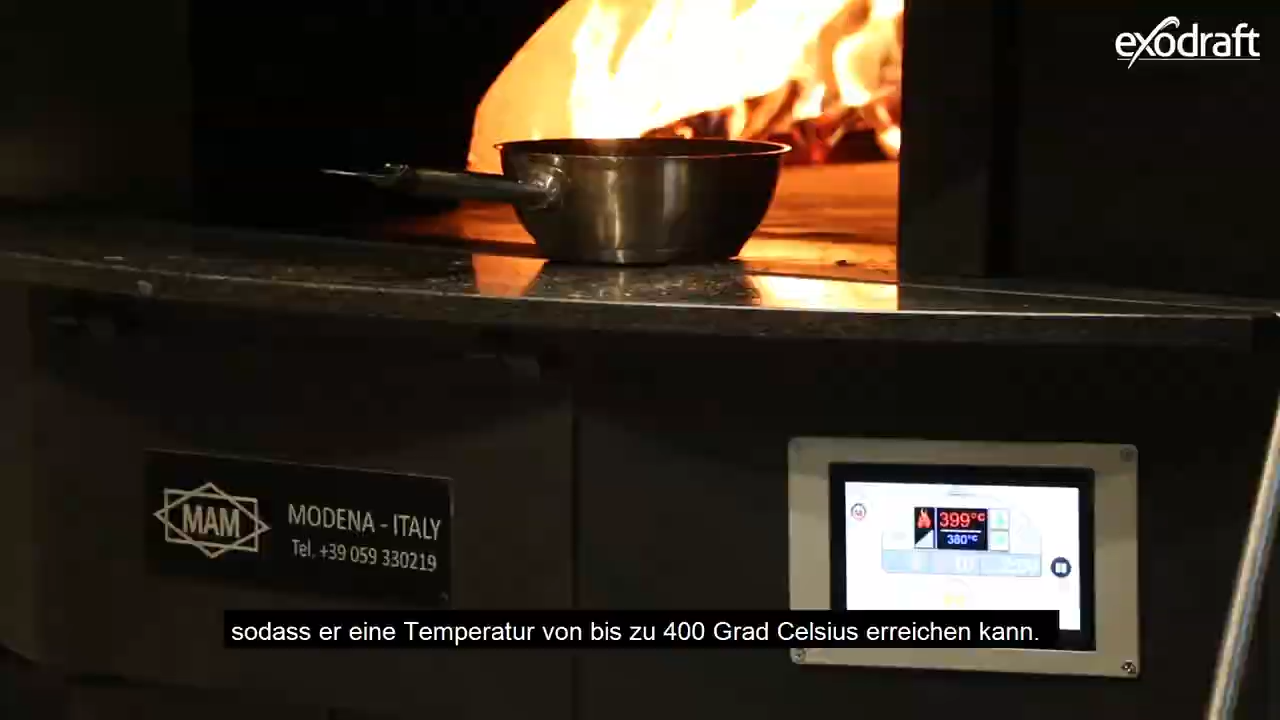 exodraft
MAM
MODENA - ITALY
Tel. +39 059 330219
399°C
380°C
sodass er eine Temperatur von bis zu 400 Grad Celsius erreichen kann.